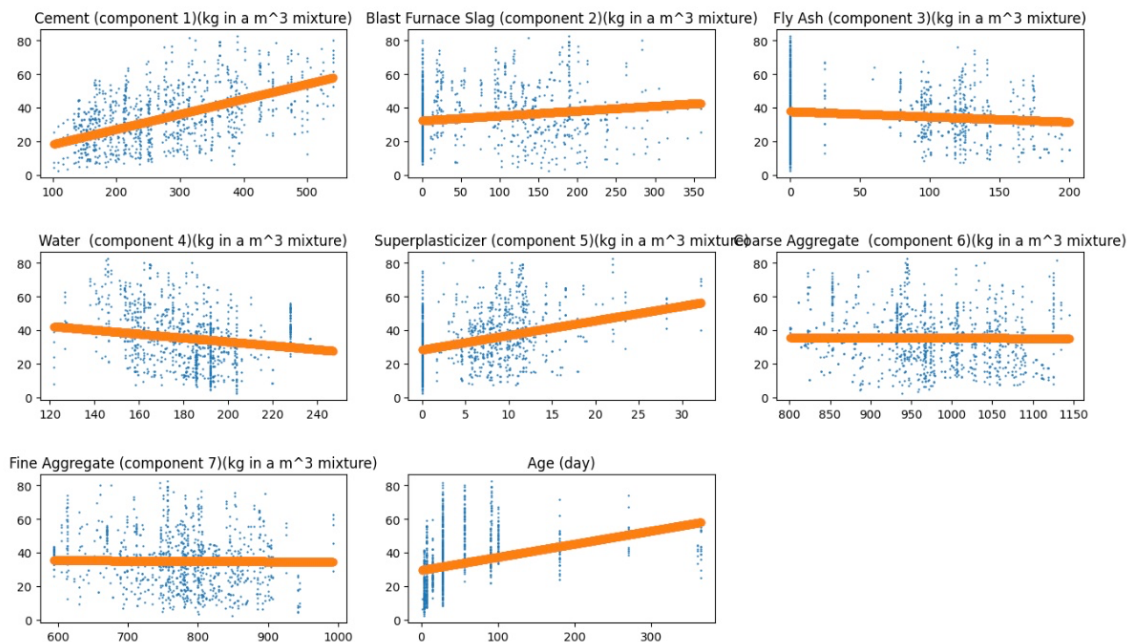 Cement (component 1)(kg in a m^3 mixture)
80
60
40
20
0
100 200 300 400 500
Blast Furnace Slag (component 2)(kg in a m^3 mixture)
80
60
40
20
0
0 50 100 150 200 250 300 350
Fly Ash (component 3)(kg in a m^3 mixture)
80
60
40
20
0
0 50 100 150 200
Water (component 4)(kg in a m^3 mixture)
80
60
40
20
0
120 140 160 180 200 220 240
Superplasticizer (component 5)(kg in a m^3 mixture)
80
60
40
20
0
0 5 10 15 20 25 30
Coarse Aggregate (component 6)(kg in a m^3 mixture)
80
60
40
20
0
800 850 900 950 1000 1050 1100 1150
Fine Aggregate (component 7)(kg in a m^3 mixture)
80
60
40
20
0
600 700 800 900 1000
Age (day)
80
60
40
20
0
0 100 200 300